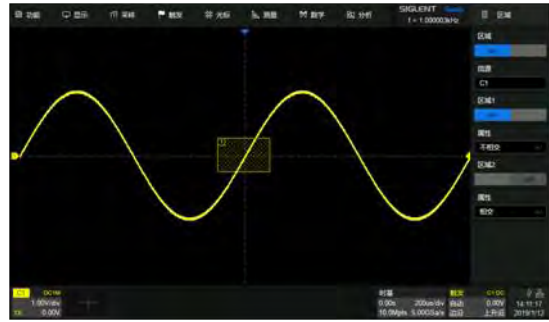 功能 显示 采样 触发 光标 测量 数学 分析
SIGLENT
f = 1.000003kHz
区域
区域
信源
C1
区域1
属性
不相交
区域2
属性
相交
1
C1 DC1M
1.00V/div
1X 0.00V
时基
0.00s 200us/div
10.0Mpts 5.00GSa/s
触发 C1 DC
自动 0.00V
边沿 上升沿
14:11:17
2019/1/12